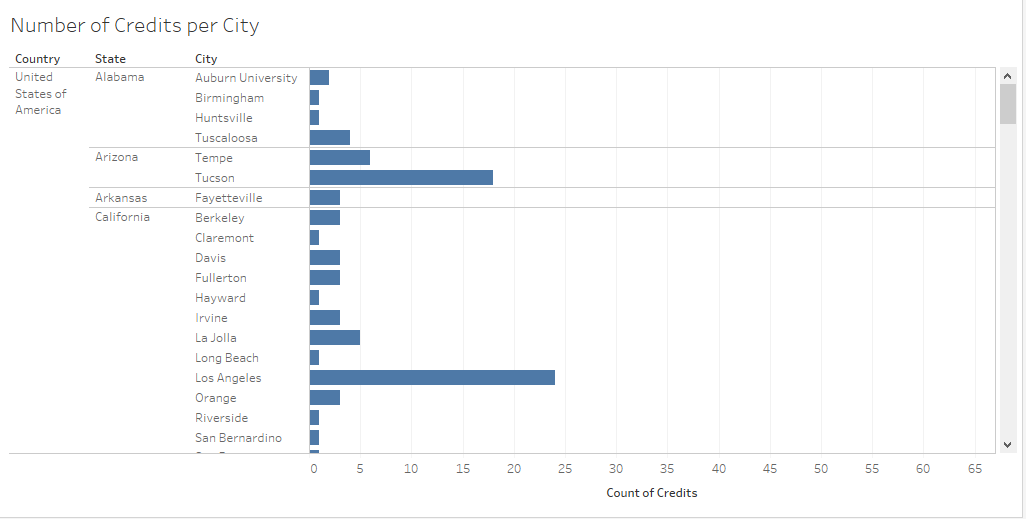 Number of Credits per City
Country State City
United States of America
Alabama
Auburn University
Birmingham
Huntsville
Tuscaloosa
Arizona
Tempe
Tucson
Arkansas
Fayetteville
California
Berkeley
Claremont
Davis
Fullerton
Hayward
Irvine
La Jolla
Long Beach
Los Angeles
Orange
Riverside
San Bernardino
0 5 10 15 20 25 30 35 40 45 50 55 60 65
Count of Credits